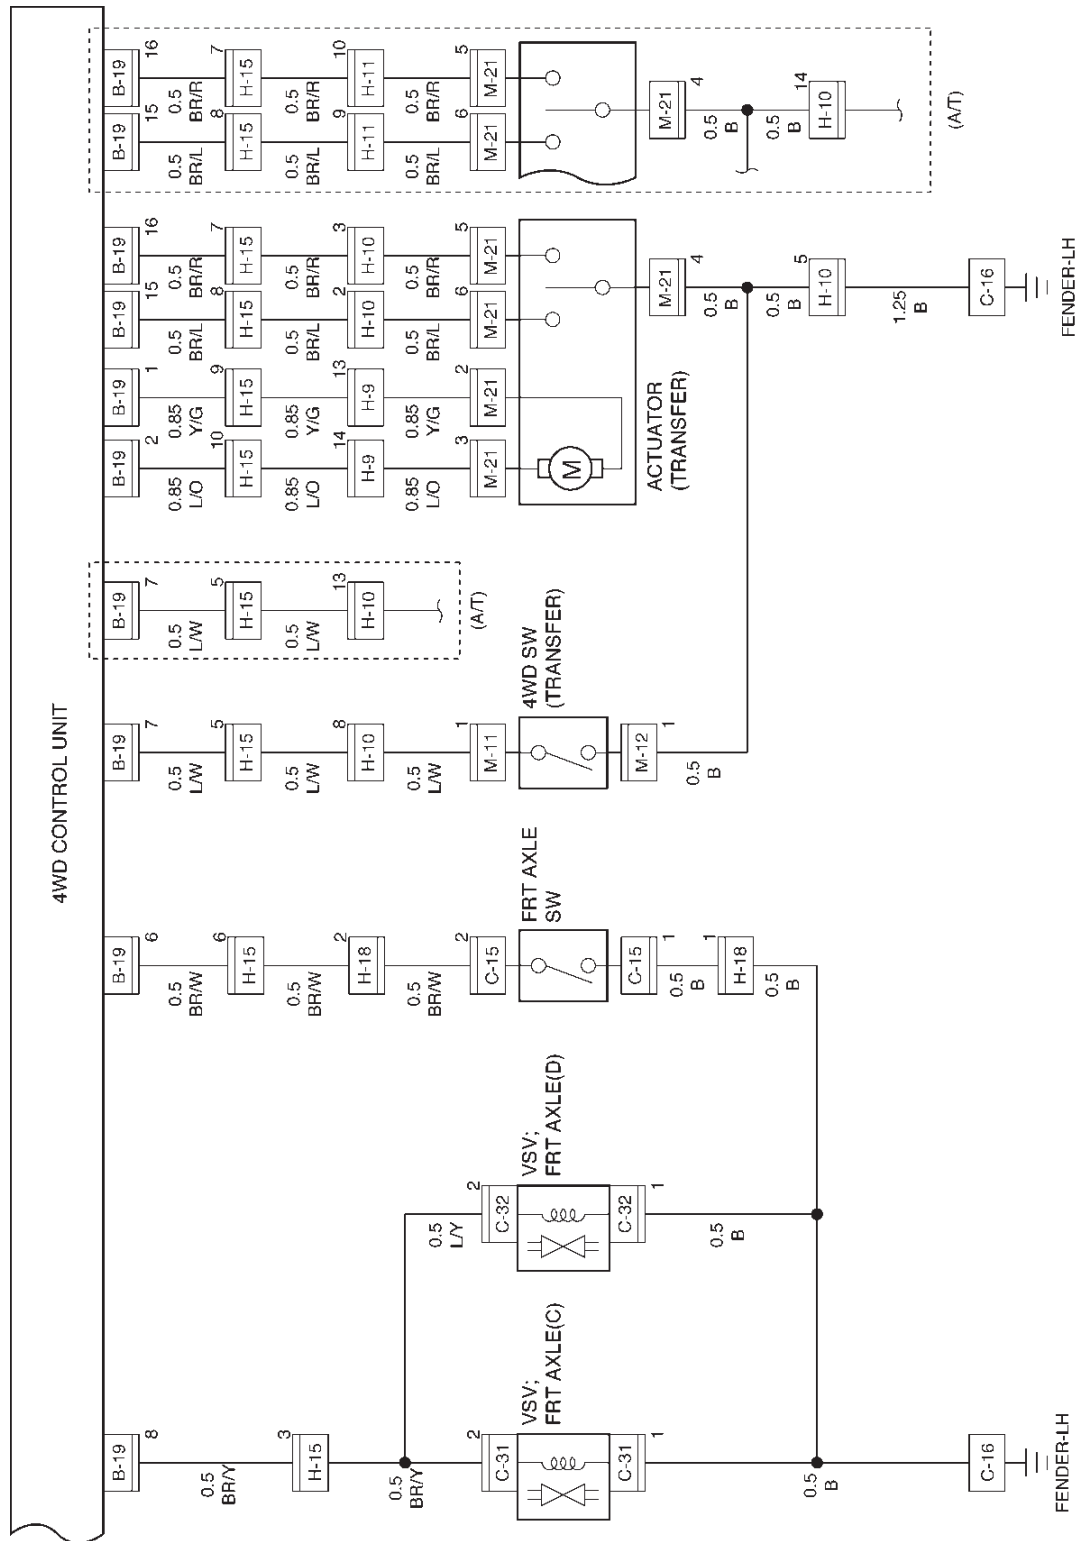 4WD CONTROL UNIT
B-19
8
0.5
BR/Y
3
H-15
0.5
BR/Y
2
C-31
VSV;
FRT AXLE(C)
C-31
1
0.5
B
C-16
FENDER-LH
0.5
L/Y
2
C-32
VSV;
FRT AXLE(D)
C-32
1
0.5
B
B-19
6
0.5
BR/W
6
H-15
0.5
BR/W
2
H-18
0.5
BR/W
2
C-15
FRT AXLE
SW
C-15
1
0.5
B
1
H-18
0.5
B
B-19
7
0.5
L/W
5
H-15
0.5
L/W
8
H-10
0.5
L/W
1
M-11
4WD SW
(TRANSFER)
M-12
1
0.5
B
B-19
7
0.5
L/W
5
H-15
0.5
L/W
13
H-10
(A/T)
B-19
2
0.85
L/O
10
H-15
0.85
L/O
14
H-9
0.85
L/O
3
M-21
B-19
1
0.85
Y/G
9
H-15
0.85
Y/G
13
H-9
0.85
Y/G
2
M-21
B-19
15
0.5
BR/L
8
H-15
0.5
BR/L
2
H-10
0.5
BR/L
6
M-21
B-19
16
0.5
BR/R
7
H-15
0.5
BR/R
3
H-10
0.5
BR/R
5
M-21
M
ACTUATOR
(TRANSFER)
M-21
4
0.5
B
0.5
B
5
H-10
1.25
B
C-16
FENDER-LH
B-19
15
0.5
BR/L
8
H-15
0.5
BR/L
9
H-11
0.5
BR/L
6
M-21
B-19
16
0.5
BR/R
7
H-15
0.5
BR/R
10
H-11
0.5
BR/R
5
M-21
M-21
4
0.5
B
0.5
B
14
H-10
(A/T)